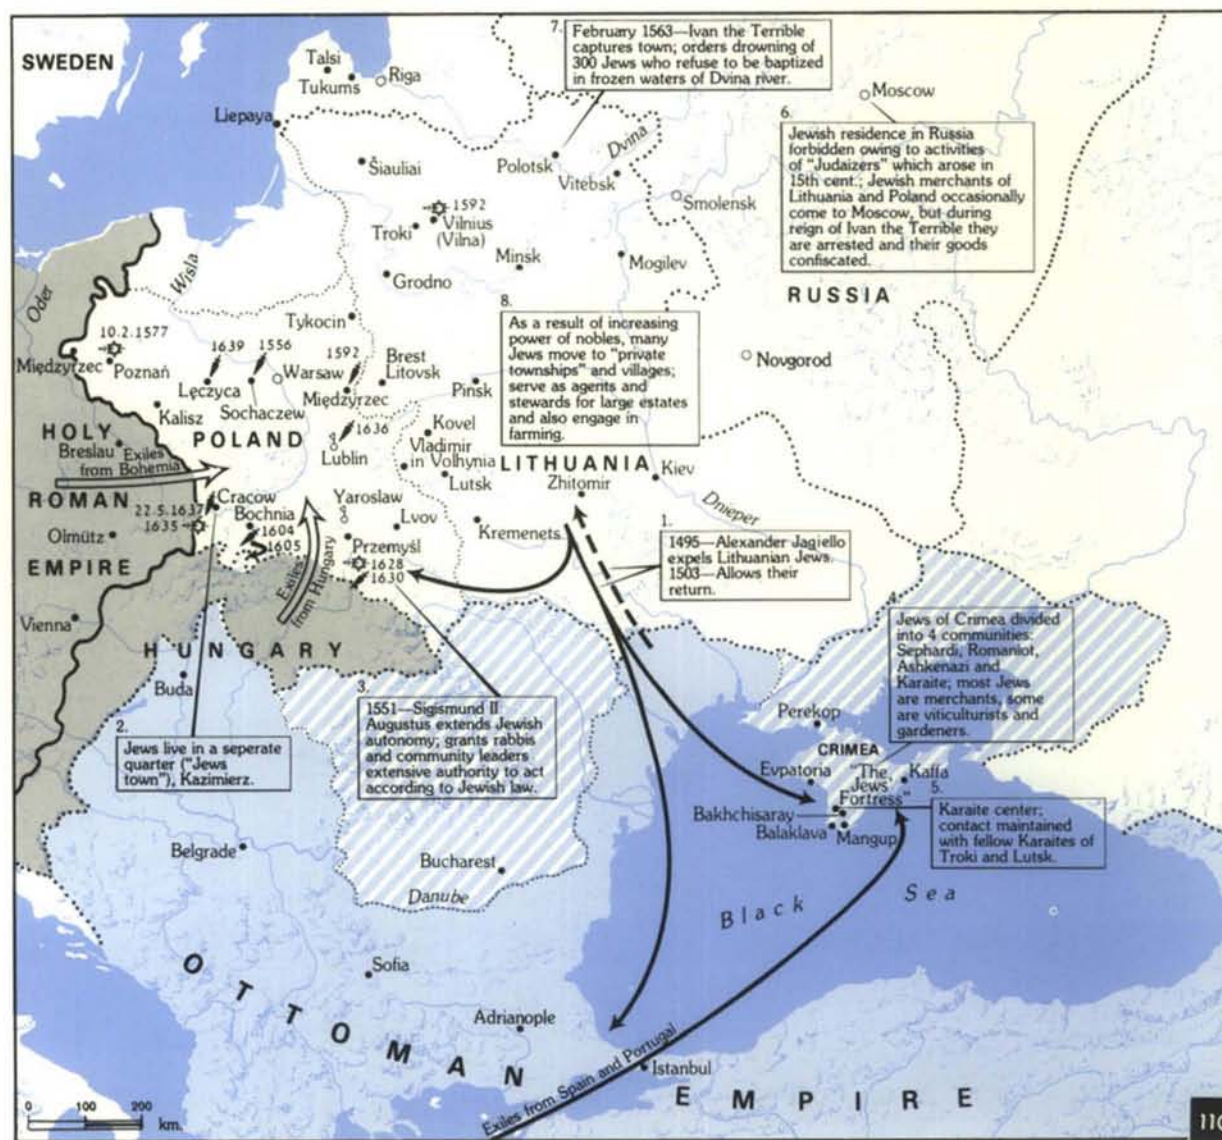 7.
February 1563—Ivan the Terrible
captures town; orders drowning of
300 Jews who refuse to be baptized
in frozen waters of Dvina river.
SWEDEN
Talsi
Tukums
Riga
Moscow
Liepaya
6.
Jewish residence in Russia
forbidden owing to activities
of "Judaizers" which arose in
15th cent.; Jewish merchants of
Lithuania and Poland occasionally
come to Moscow, but during
reign of Ivan the Terrible they
are arrested and their goods
confiscated.
Dvina
Šiauliai
Polotsk
Vitebsk
Smolensk
1592
Vilnius
(Vilna)
Troki
Minsk
Mogilev
Grodno
Wisla
Oder
RUSSIA
8.
As a result of increasing
power of nobles, many
Jews move to "private
townships" and villages;
serve as agents and
stewards for large estates
and also engage in
farming.
Tykocin
10.2.1577
1639
1556
1592
Międzyrzec
Poznań
Łęczyca
Warsaw
Brest
Litovsk
Novgorod
Pinsk
Międzyrzec
Kalisz
Sochaczew
1636
Kovel
HOLY
POLAND
Breslau
Exiles
from Bohemia
Lublin
Vladimir
in Volhynia
LITHUANIA
Lutsk
Zhitomir
Kiev
ROMAN
22.5.1637
1635
Cracow
Bochnia
Yaroslaw
Lvov
Kremenets
Dnieper
Olmütz
1604
1605
Przemyśl
1628
1630
1.
1495—Alexander Jagiello
expels Lithuanian Jews.
1503—Allows their
return.
EMPIRE
Exiles
from Hungary
Vienna
HUNGARY
4.
Jews of Crimea divided
into 4 communities:
Sephardi, Romaniot,
Ashkenazi and
Karaite; most Jews
are merchants, some
are viticulturists and
gardeners.
Buda
3.
1551—Sigismund II
Augustus extends Jewish
autonomy; grants rabbis
and community leaders
extensive authority to act
according to Jewish law.
2.
Jews live in a seperate
quarter ("Jews
town"), Kazimierz.
Perekop
CRIMEA
Evpatoria
"The
Jews
Fortress"
Kaffa
5.
Karaite center;
contact maintained
with fellow Karaites of
Troki and Lutsk.
Bakhchisaray
Balaklava
Mangup
Belgrade
Bucharest
Danube
Black Sea
Sofia
Adrianople
OTTOMAN EMPIRE
Exiles from Spain and Portugal
Istanbul
0 100 200
km.